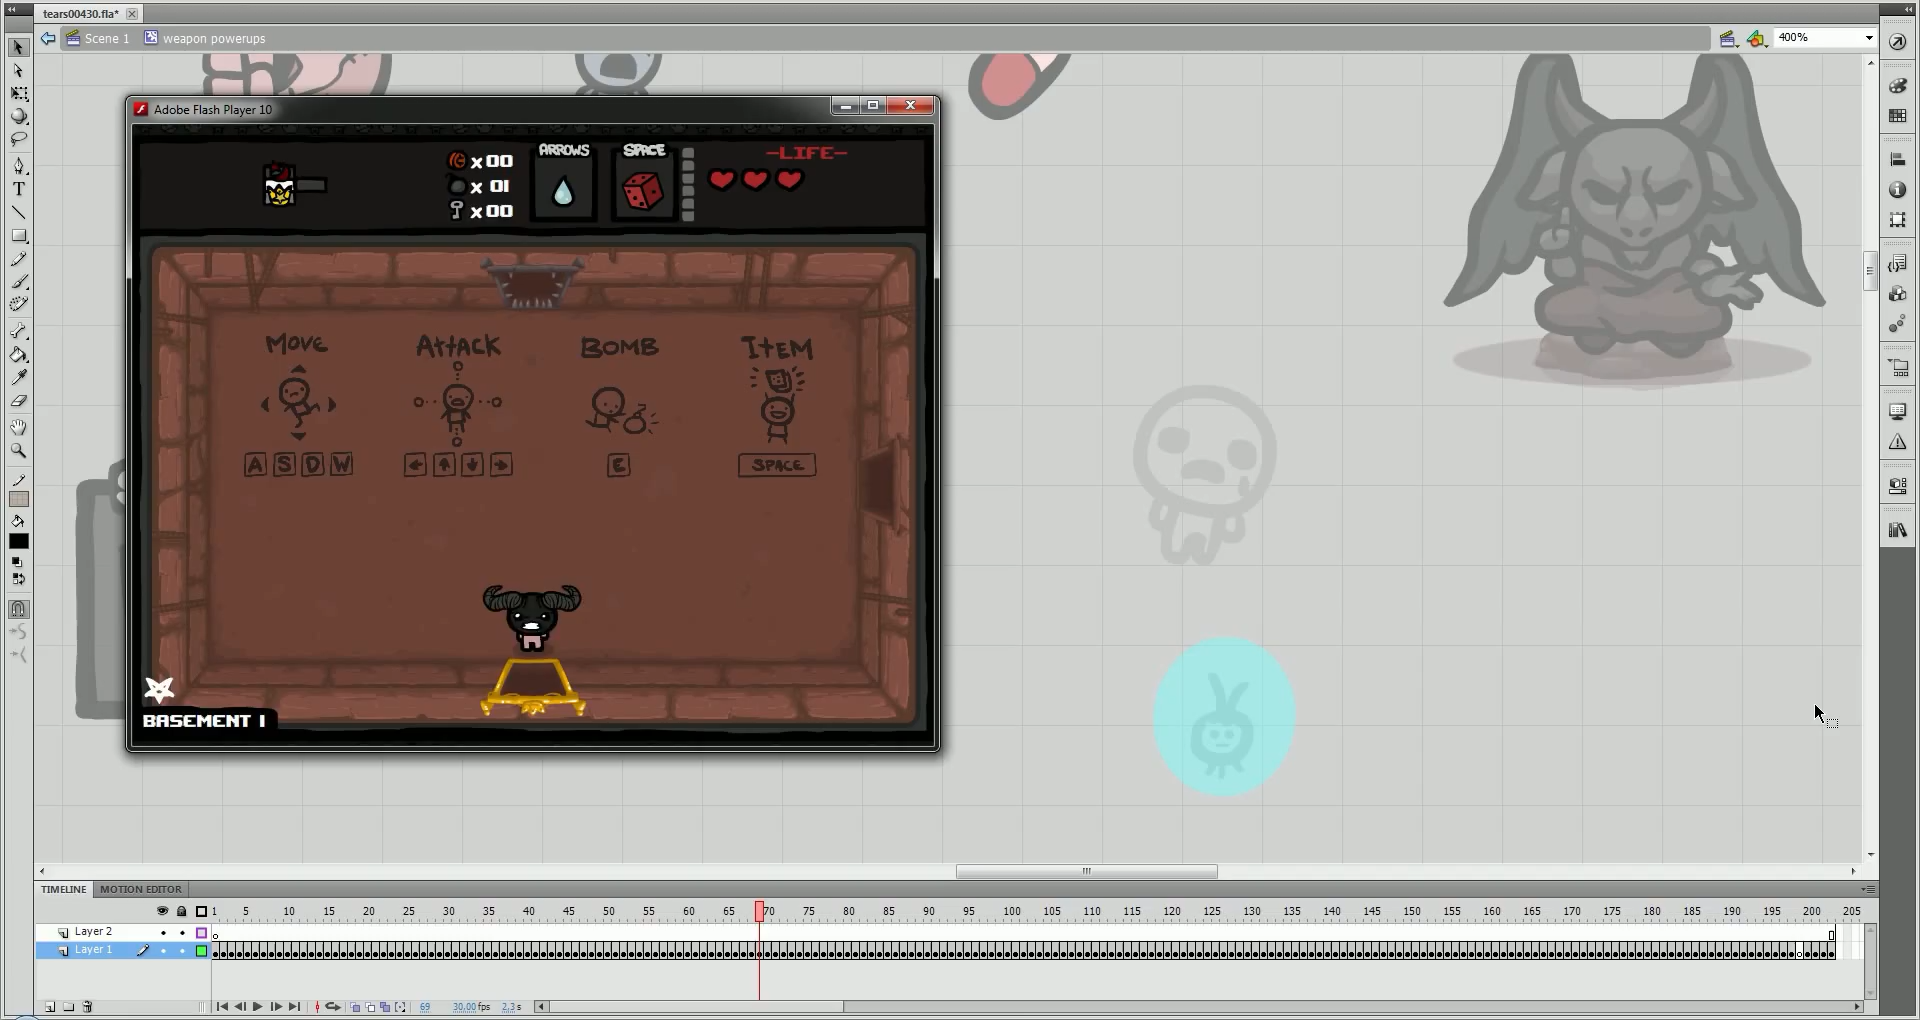 tears00430.fla*
Scene 1 weapon powerups
400%
Adobe Flash Player 10
x 00
x 01
x 00
ARROWS
SPACE
-LIFE-
MOVE
ATTACK
BOMB
ITEM
A S D W
E
SPACE
BASEMENT I
TIMELINE
MOTION EDITOR
1 5 10 15 20 25 30 35 40 45 50 55 60 65 70 75 80 85 90 95 100 105 110 115 120 125 130 135 140 145 150 155 160 165 170 175 180 185 190 195 200 205
Layer 2
Layer 1
69 30.00 fps 2.3 s